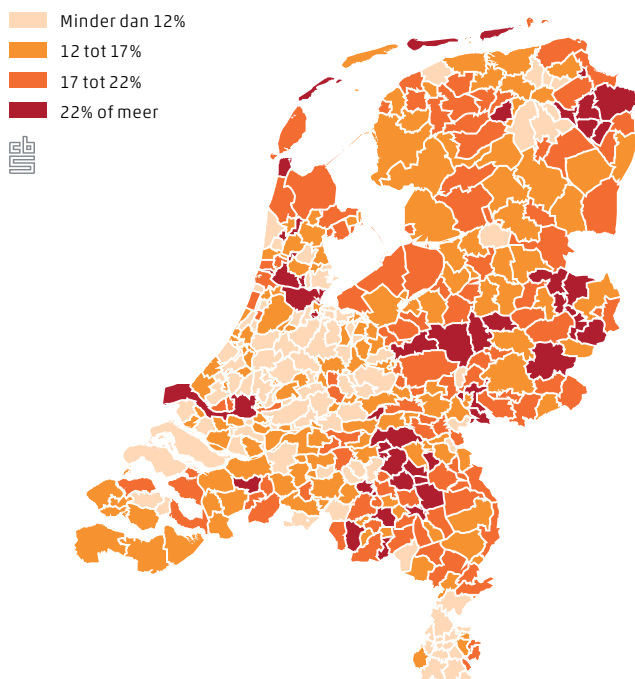 Minder dan 12%
12 tot 17%
17 tot 22%
22% of meer
cbs